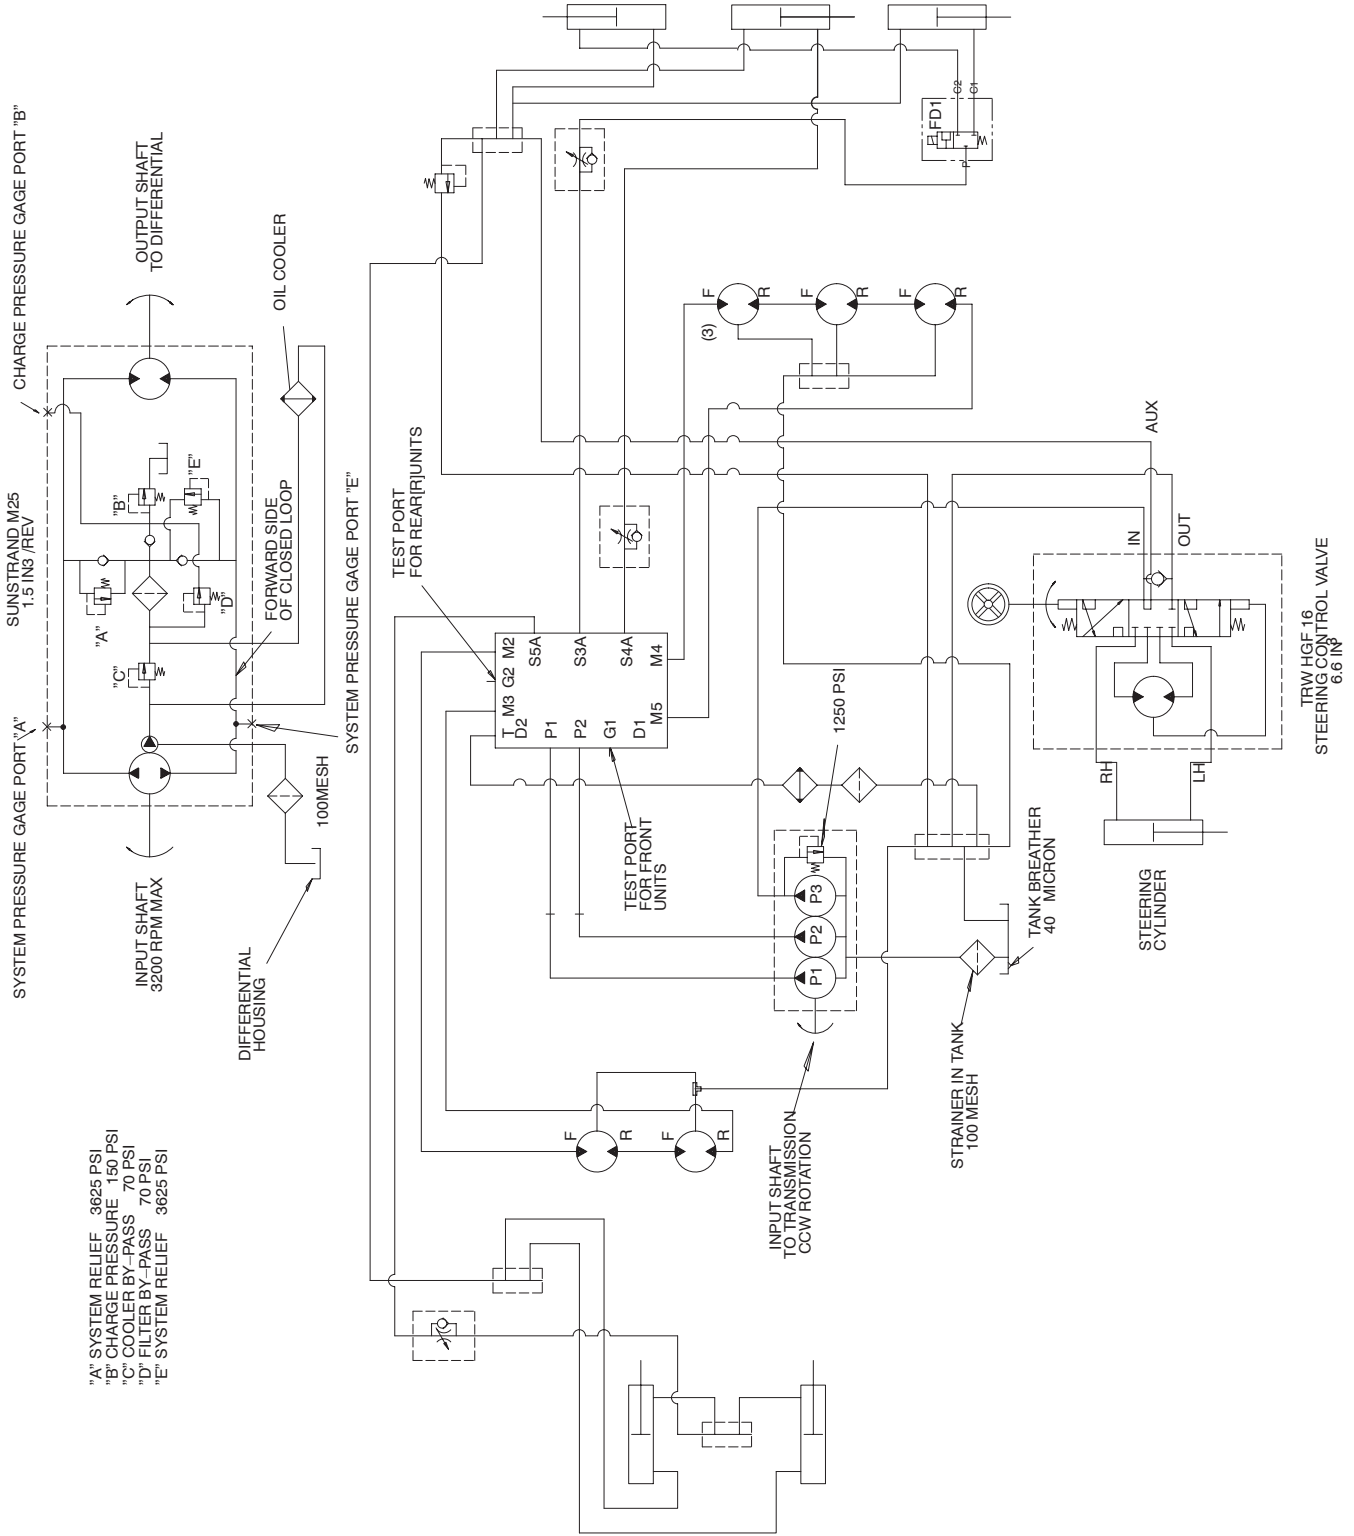 SUNSTRAND M25
1.5 IN3 /REV
CHARGE PRESSURE GAGE PORT "B"
OUTPUT SHAFT
TO DIFFERENTIAL
OIL COOLER
SYSTEM PRESSURE GAGE PORT "A"
INPUT SHAFT
3200 RPM MAX
"A"
"B"
"C"
"D"
"E"
FORWARD SIDE
OF CLOSED LOOP
SYSTEM PRESSURE GAGE PORT "E"
100MESH
DIFFERENTIAL
HOUSING
"A" SYSTEM RELIEF 3625 PSI
"B" CHARGE PRESSURE 150 PSI
"C" COOLER BY-PASS 70 PSI
"D" FILTER BY-PASS 70 PSI
"E" SYSTEM RELIEF 3625 PSI
TEST PORT
FOR REAR[R]UNITS
T
M3
G2
M2
D2
S5A
P1
S3A
P2
S4A
G1
D1
M5
M4
TEST PORT
FOR FRONT
UNITS
FD1
C2
C1
P
(3)
F
R
F
R
F
R
F
R
F
R
1250 PSI
P1
P2
P3
INPUT SHAFT
TO TRANSMISSION
CCW ROTATION
STRAINER IN TANK
100 MESH
TANK BREATHER
40 MICRON
AUX
IN
OUT
RH
LH
STEERING
CYLINDER
TRW HGF 16
STEERING CONTROL VALVE
6.6 IN3